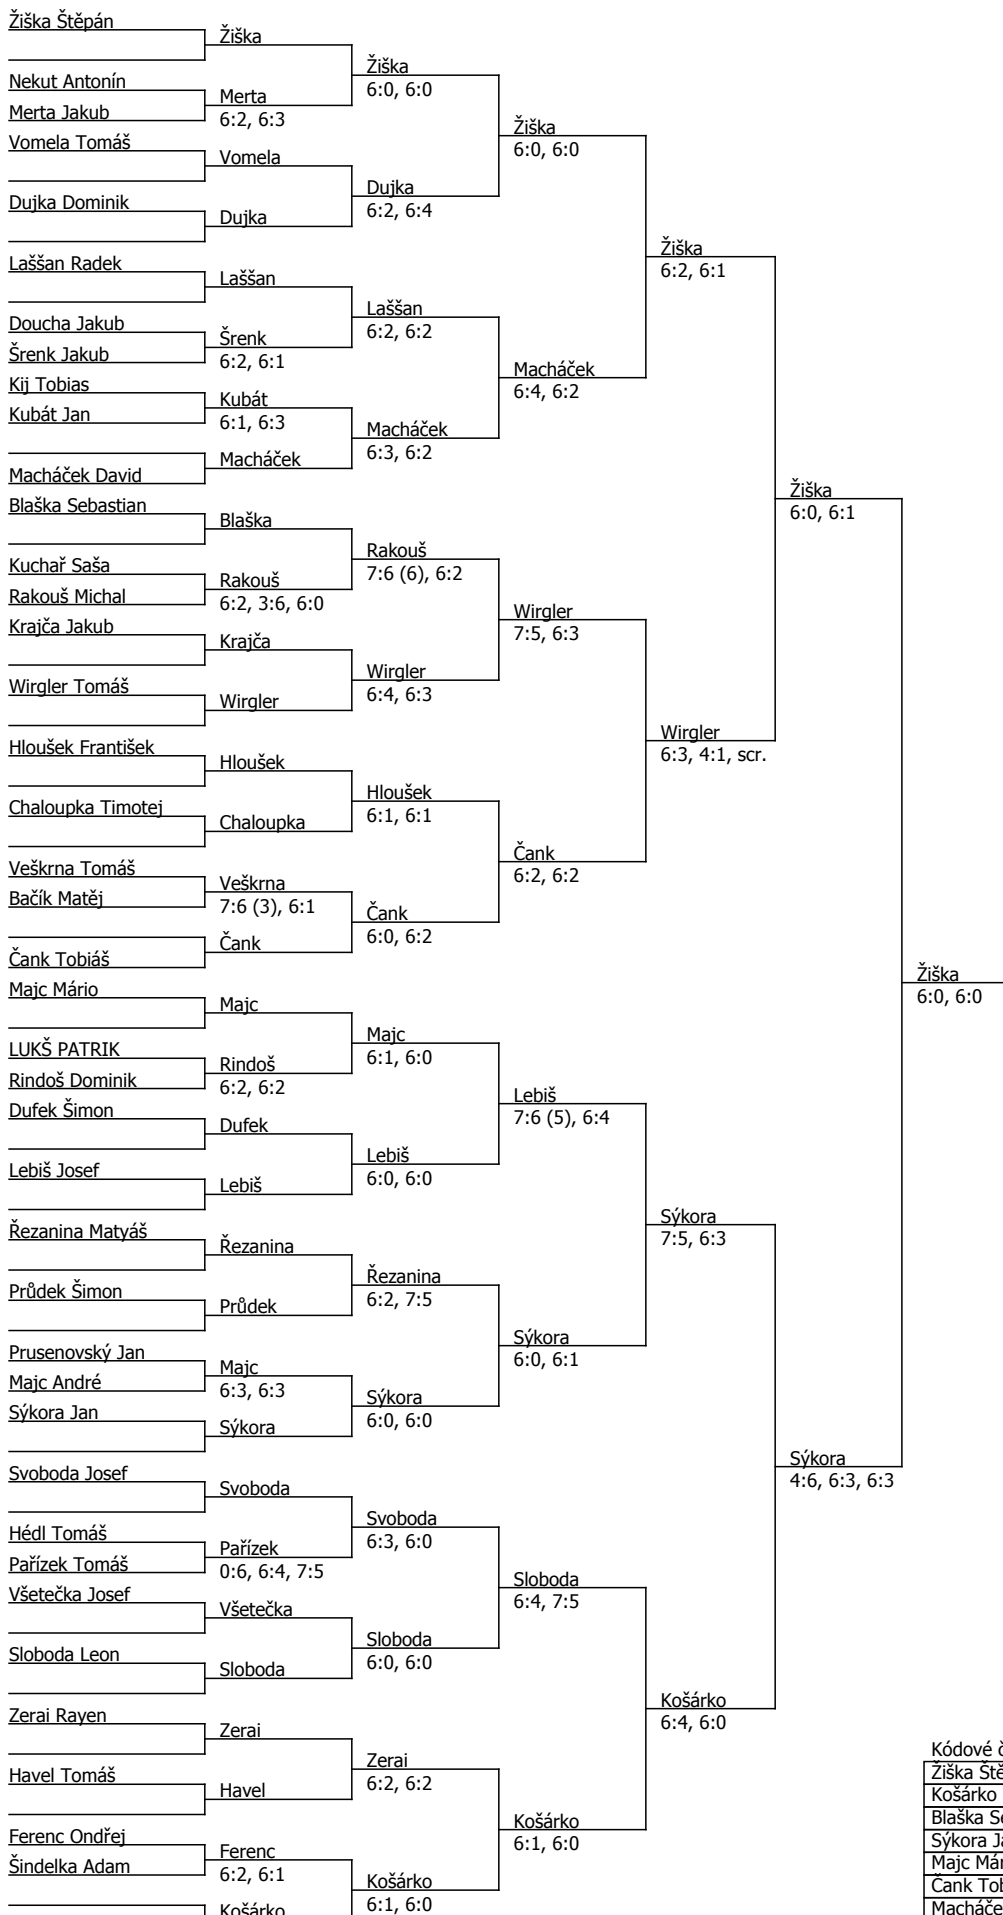 Žiška Štěpán
Žiška
Žiška
6:0, 6:0
Nekut Antonín
Merta
6:2, 6:3
Merta Jakub
Žiška
6:0, 6:0
Vomela Tomáš
Vomela
Dujka
6:2, 6:4
Dujka Dominik
Dujka
Žiška
6:2, 6:1
Laššan Radek
Laššan
Laššan
6:2, 6:2
Doucha Jakub
Šrenk
6:2, 6:1
Šrenk Jakub
Macháček
6:4, 6:2
Kij Tobias
Kubát
6:1, 6:3
Kubát Jan
Macháček
6:3, 6:2
Macháček
Macháček David
Žiška
6:0, 6:1
Blaška Sebastian
Blaška
Rakouš
7:6 (6), 6:2
Kuchař Saša
Rakouš
6:2, 3:6, 6:0
Rakouš Michal
Wirgler
7:5, 6:3
Krajča Jakub
Krajča
Wirgler
6:4, 6:3
Wirgler Tomáš
Wirgler
Wirgler
6:3, 4:1, scr.
Hloušek František
Hloušek
Hloušek
6:1, 6:1
Chaloupka Timotej
Chaloupka
Čank
6:2, 6:2
Veškrna Tomáš
Veškrna
7:6 (3), 6:1
Bačík Matěj
Čank
6:0, 6:2
Čank
Čank Tobiáš
Žiška
6:0, 6:0
Majc Mário
Majc
Majc
6:1, 6:0
LUKŠ PATRIK
Rindoš
6:2, 6:2
Rindoš Dominik
Lebiš
7:6 (5), 6:4
Dufek Šimon
Dufek
Lebiš
6:0, 6:0
Lebiš Josef
Lebiš
Sýkora
7:5, 6:3
Řezanina Matyáš
Řezanina
Řezanina
6:2, 7:5
Průdek Šimon
Průdek
Sýkora
6:0, 6:1
Prusenovský Jan
Majc
6:3, 6:3
Majc André
Sýkora
6:0, 6:0
Sýkora Jan
Sýkora
Sýkora
4:6, 6:3, 6:3
Svoboda Josef
Svoboda
Svoboda
6:3, 6:0
Hédl Tomáš
Pařízek
0:6, 6:4, 7:5
Pařízek Tomáš
Sloboda
6:4, 7:5
Všetečka Josef
Všetečka
Sloboda
6:0, 6:0
Sloboda Leon
Sloboda
Košárko
6:4, 6:0
Zerai Rayen
Zerai
Zerai
6:2, 6:2
Havel Tomáš
Havel
Košárko
6:1, 6:0
Ferenc Ondřej
Ferenc
6:2, 6:1
Šindelka Adam
Košárko
6:1, 6:0
Košárko
Kódové
Žiška
Košárko
Blaška
Sýkora
Majc
Čank